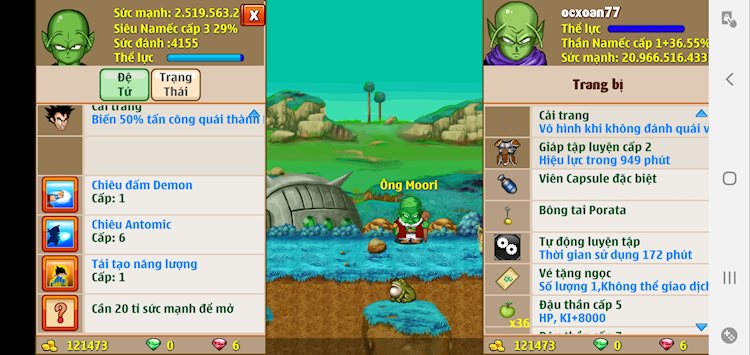 Sức mạnh: 2.519.563.2
Siêu Namếc cấp 3 29%
Sức đánh :4155
Thể lực
X
Đệ
Tử
Trạng
Thái
Cải trang
Biến 50% tấn công quái thành
Chiêu đấm Demon
Cấp: 1
Chiêu Antomic
Cấp: 6
Tái tạo năng lượng
Cấp: 1
Cần 20 tỉ sức mạnh để mở
121473
0
6
Ông Moori
ocxoan77
Thể lực
Thần Namếc cấp 1+36.55%
Sức mạnh: 20.966.516.433
Trang bị
Cải trang
Vô hình khi không đánh quái v
Giáp tập luyện cấp 2
Hiệu lực trong 949 phút
Viên Capsule đặc biệt
Bông tai Porata
Tự động luyện tập
Thời gian sử dụng 172 phút
Vé tặng ngọc
Số lượng 1,Không thể giao dịch
Đậu thần cấp 5
HP, KI+8000
x36
121473
0
6